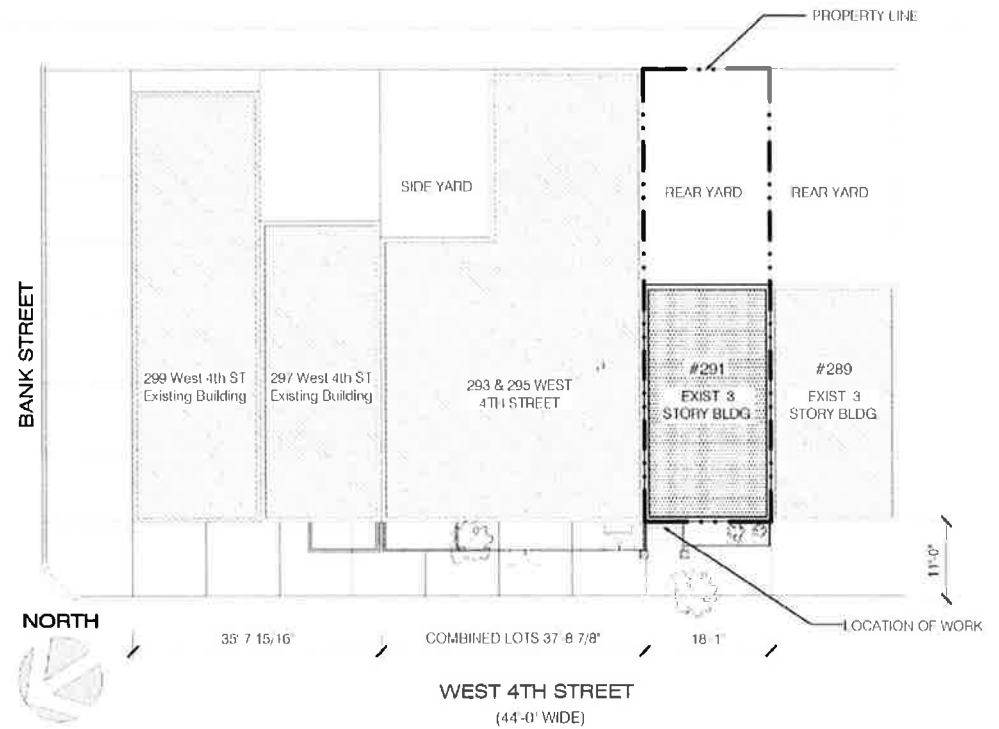 PROPERTY LINE
SIDE YARD
REAR YARD
REAR YARD
BANK STREET
299 West 4th ST
Existing Building
297 West 4th ST
Existing Building
293 & 295 WEST
4TH STREET
#291
EXIST 3
STORY BLDG
#289
EXIST 3
STORY BLDG
11'-0"
NORTH
35' 7 15/16"
COMBINED LOTS 37'-8 7/8"
18'-1"
LOCATION OF WORK
WEST 4TH STREET
(44'-0" WIDE)